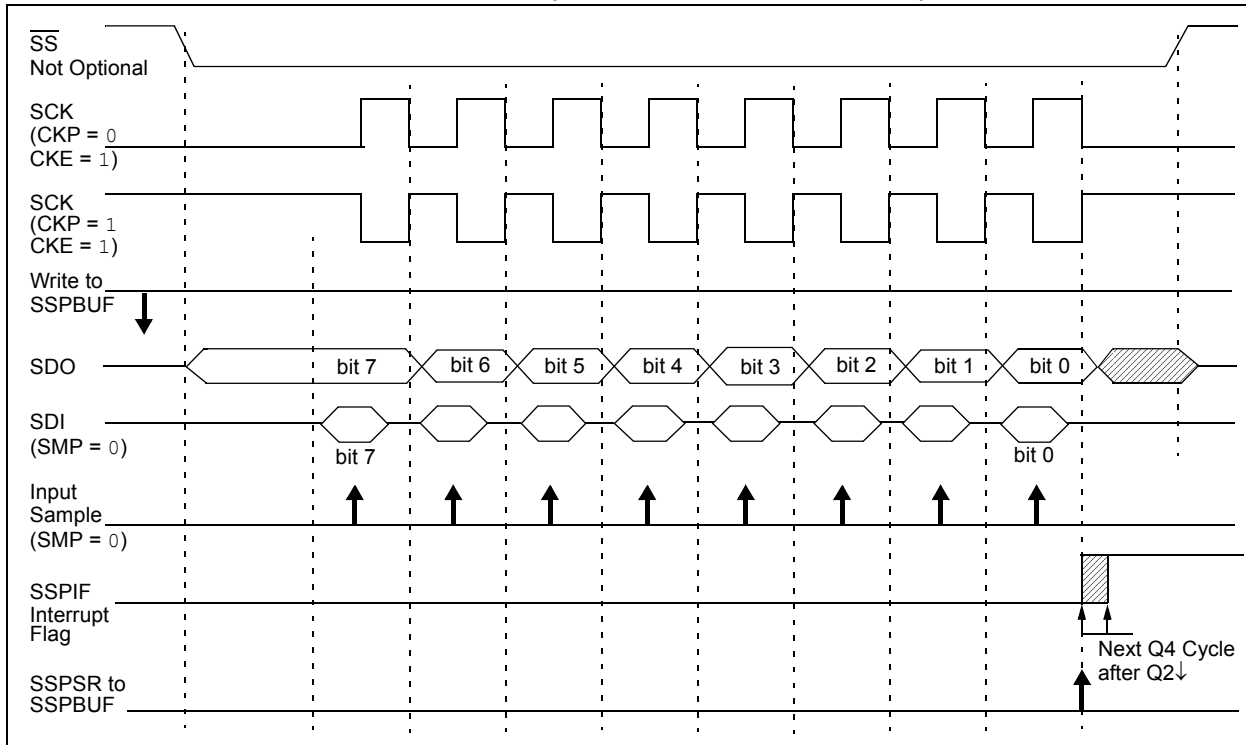 SS
Not Optional
SCK
(CKP = 0
CKE = 1)
SCK
(CKP = 1
CKE = 1)
Write to
SSPBUF
SDO
bit 7 bit 6 bit 5 bit 4 bit 3 bit 2 bit 1 bit 0
SDI
(SMP = 0)
bit 7 bit 0
Input
Sample
(SMP = 0)
SSPIF
Interrupt
Flag
Next Q4 Cycle
after Q2↓
SSPSR to
SSPBUF